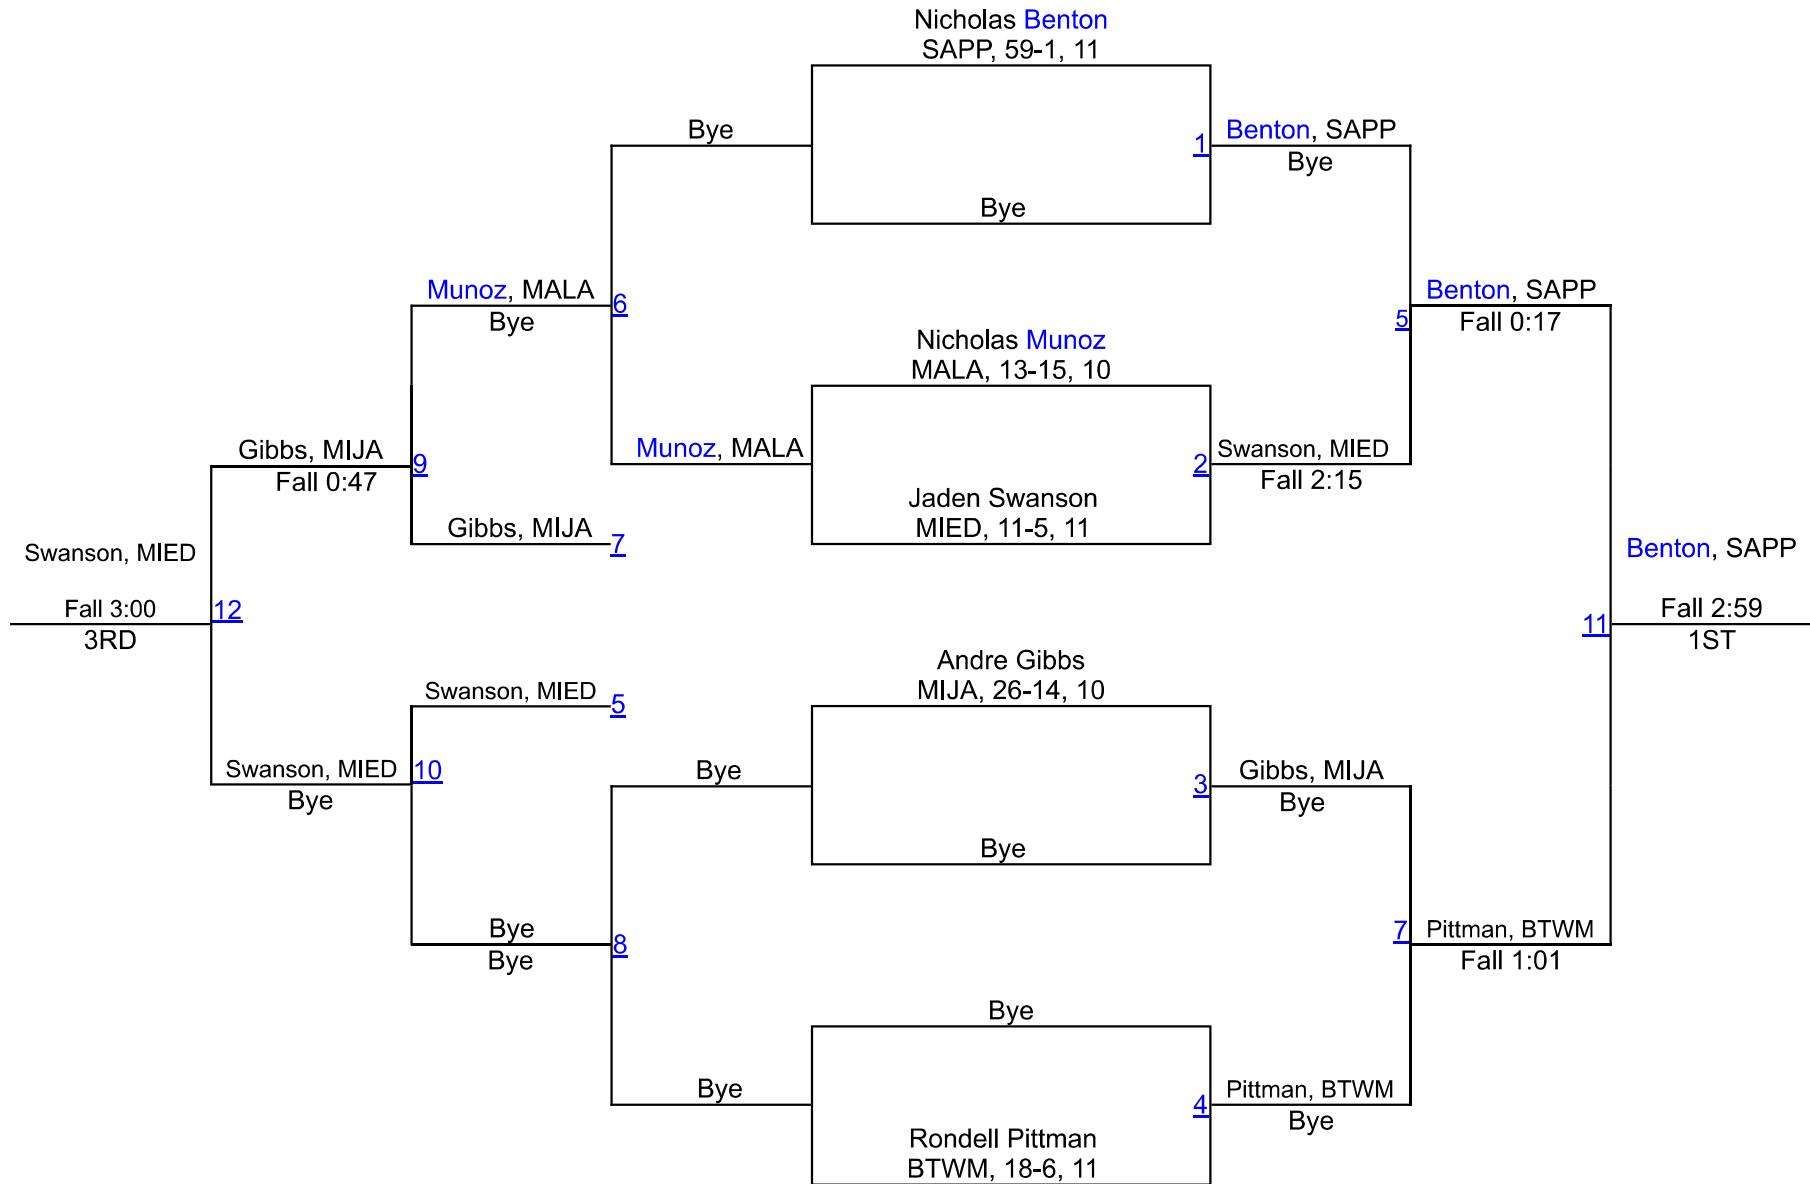 Nicholas Benton
SAPP, 59-1, 11
Bye
1
Benton, SAPP
Bye
Bye
Munoz, MALA
Bye
6
Benton, SAPP
Fall 0:17
5
Nicholas Munoz
MALA, 13-15, 10
Gibbs, MIJA
Fall 0:47
9
Munoz, MALA
2
Swanson, MIED
Fall 2:15
Jaden Swanson
MIED, 11-5, 11
Gibbs, MIJA
7
Swanson, MIED
Fall 3:00
3RD
12
Benton, SAPP
Fall 2:59
1ST
11
Andre Gibbs
MIJA, 26-14, 10
Swanson, MIED
5
Swanson, MIED
Bye
10
Bye
3
Gibbs, MIJA
Bye
Bye
Bye
Bye
8
7
Pittman, BTWM
Fall 1:01
Bye
Bye
4
Pittman, BTWM
Bye
Rondell Pittman
BTWM, 18-6, 11